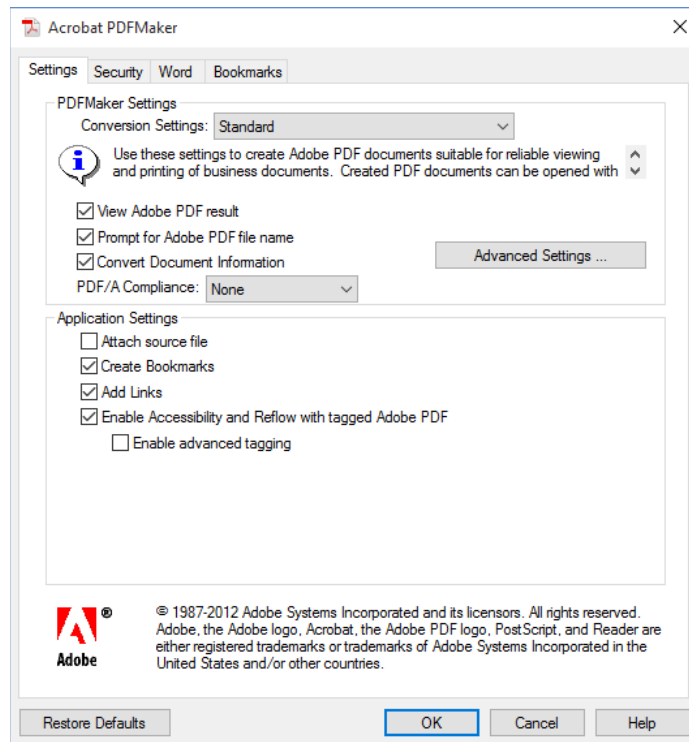 Acrobat PDFMaker
Settings Security Word Bookmarks
PDFMaker Settings
Conversion Settings: Standard
i Use these settings to create Adobe PDF documents suitable for reliable viewing
and printing of business documents. Created PDF documents can be opened with
View Adobe PDF result
Prompt for Adobe PDF file name
Convert Document Information
Advanced Settings ...
PDF/A Compliance: None
Application Settings
Attach source file
Create Bookmarks
Add Links
Enable Accessibility and Reflow with tagged Adobe PDF
Enable advanced tagging
Adobe ®
© 1987-2012 Adobe Systems Incorporated and its licensors. All rights reserved.
Adobe, the Adobe logo, Acrobat, the Adobe PDF logo, PostScript, and Reader are
either registered trademarks or trademarks of Adobe Systems Incorporated in the
United States and/or other countries.
Restore Defaults OK Cancel Help